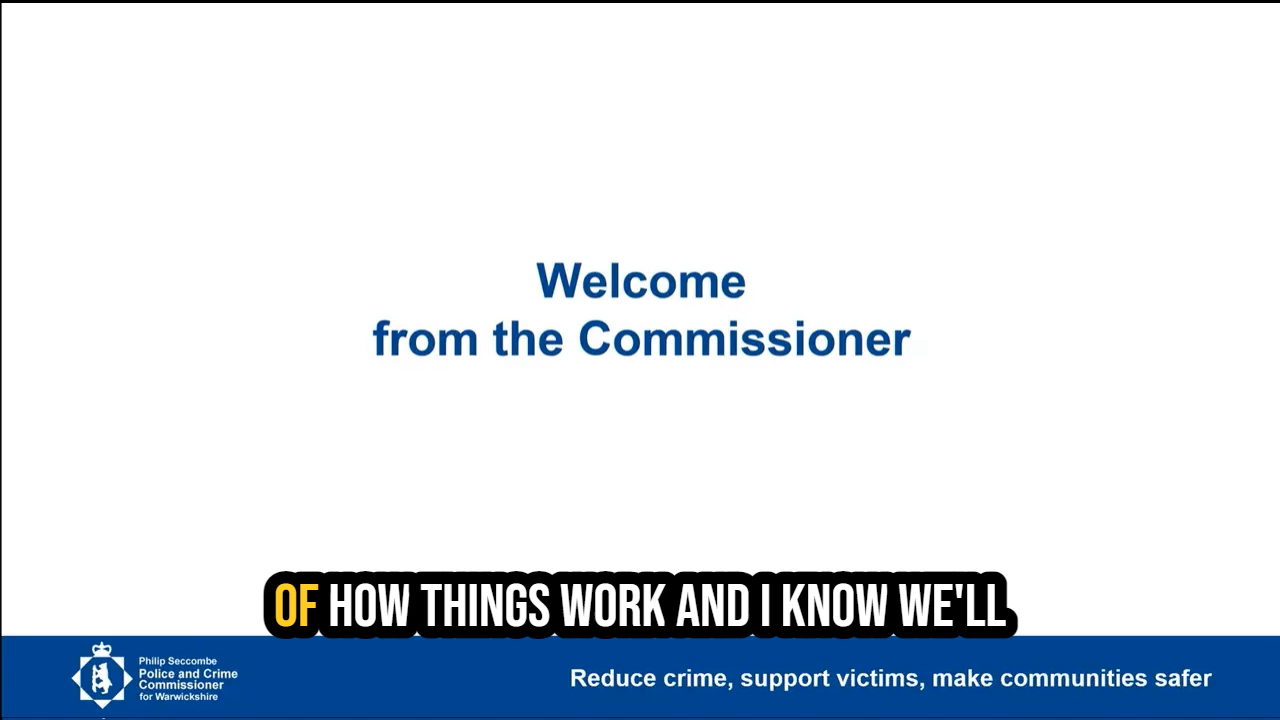 Welcome
from the Commissioner
OF HOW THINGS WORK AND I KNOW WE'LL
Philip Seccombe
Police and Crime
Commissioner
for Warwickshire
Reduce crime, support victims, make communities safer